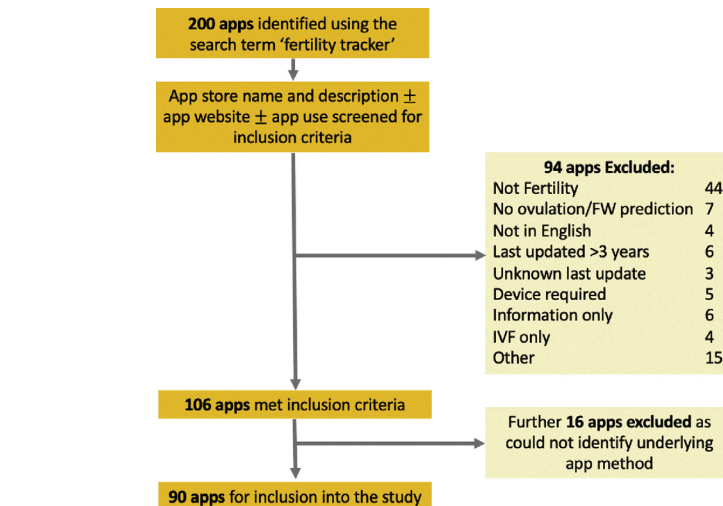 200 apps identified using the
search term ‘fertility tracker’
App store name and description ±
app website ± app use screened for
inclusion criteria
94 apps Excluded:
Not Fertility 44
No ovulation/FW prediction 7
Not in English 4
Last updated >3 years 6
Unknown last update 3
Device required 5
Information only 6
IVF only 4
Other 15
106 apps met inclusion criteria
Further 16 apps excluded as
could not identify underlying
app method
90 apps for inclusion into the study